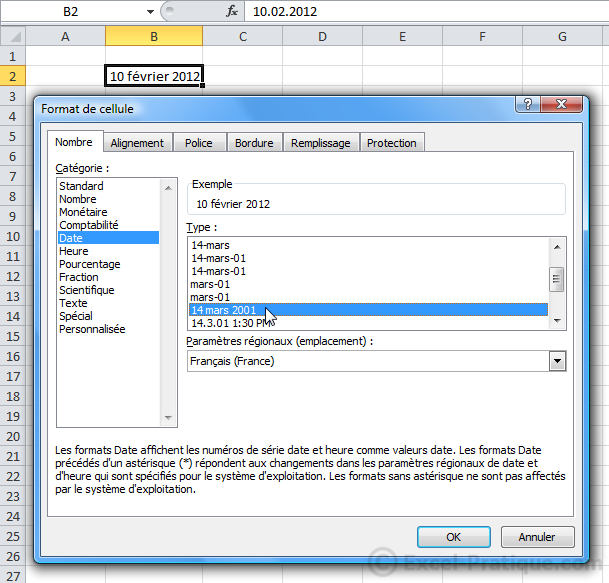 B2 fx 10.02.2012
A B C D E F G
1
2 10 février 2012
3
4
5
6
7
8
9
10
11
12
13
14
15
16
17
18
19
20
21
22
23
24
25
26
27
Format de cellule
?
Nombre Alignement Police Bordure Remplissage Protection
Catégorie :
Standard
Nombre
Monétaire
Comptabilité
Date
Heure
Pourcentage
Fraction
Scientifique
Texte
Spécial
Personnalisée
Exemple
10 février 2012
Type :
14-mars
14-mars-01
14-mars-01
mars-01
mars-01
14 mars 2001
14.3.01 1:30 PM
Paramètres régionaux (emplacement) :
Français (France)
Les formats Date affichent les numéros de série date et heure comme valeurs date. Les formats Date
précédés d'un astérisque (*) répondent aux changements dans les paramètres régionaux de date et
d'heure qui sont spécifiés pour le système d'exploitation. Les formats sans astérisque ne sont pas affectés
par le système d'exploitation.
OK Annuler
© Excel-Pratique.com